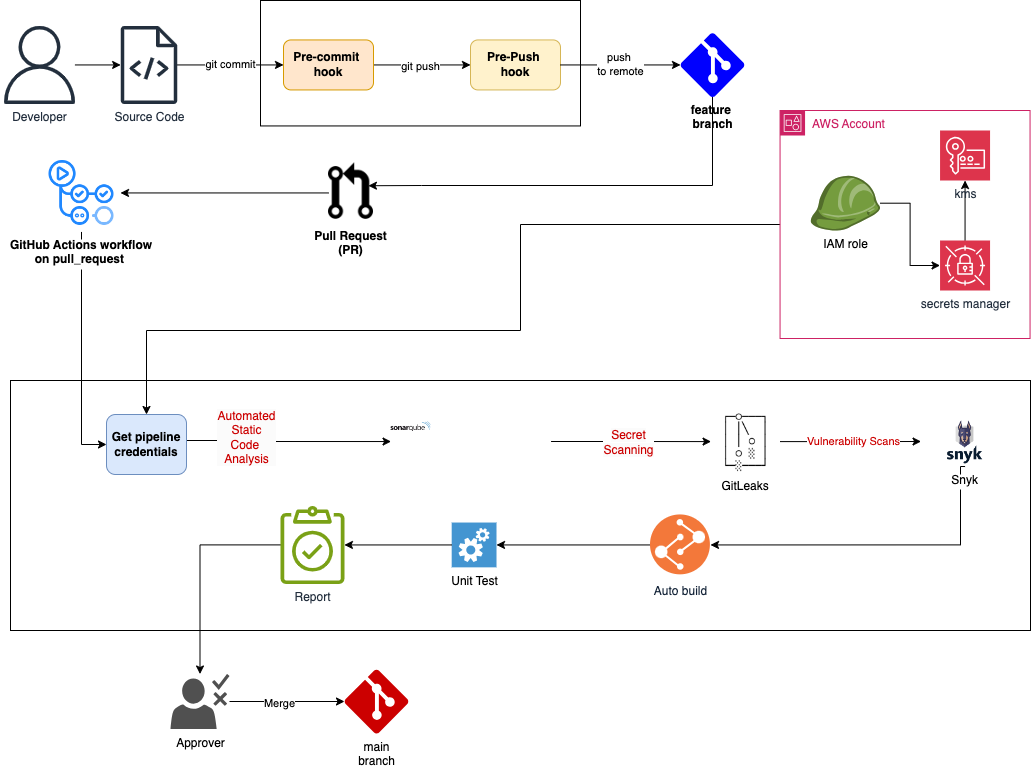 git commit
Pre-commit
hook
git push
Pre-Push
hook
push
to remote
Developer
Source Code
feature
branch
AWS Account
kms
IAM role
secrets manager
Pull Request
(PR)
GitHub Actions workflow
on pull_request
Get pipeline
credentials
Automated
Static
Code
Analysis
sonarqube
Secret
Scanning
GitLeaks
Vulnerability Scans
snyk
Snyk
Report
Unit Test
Auto build
Approver
Merge
main
branch